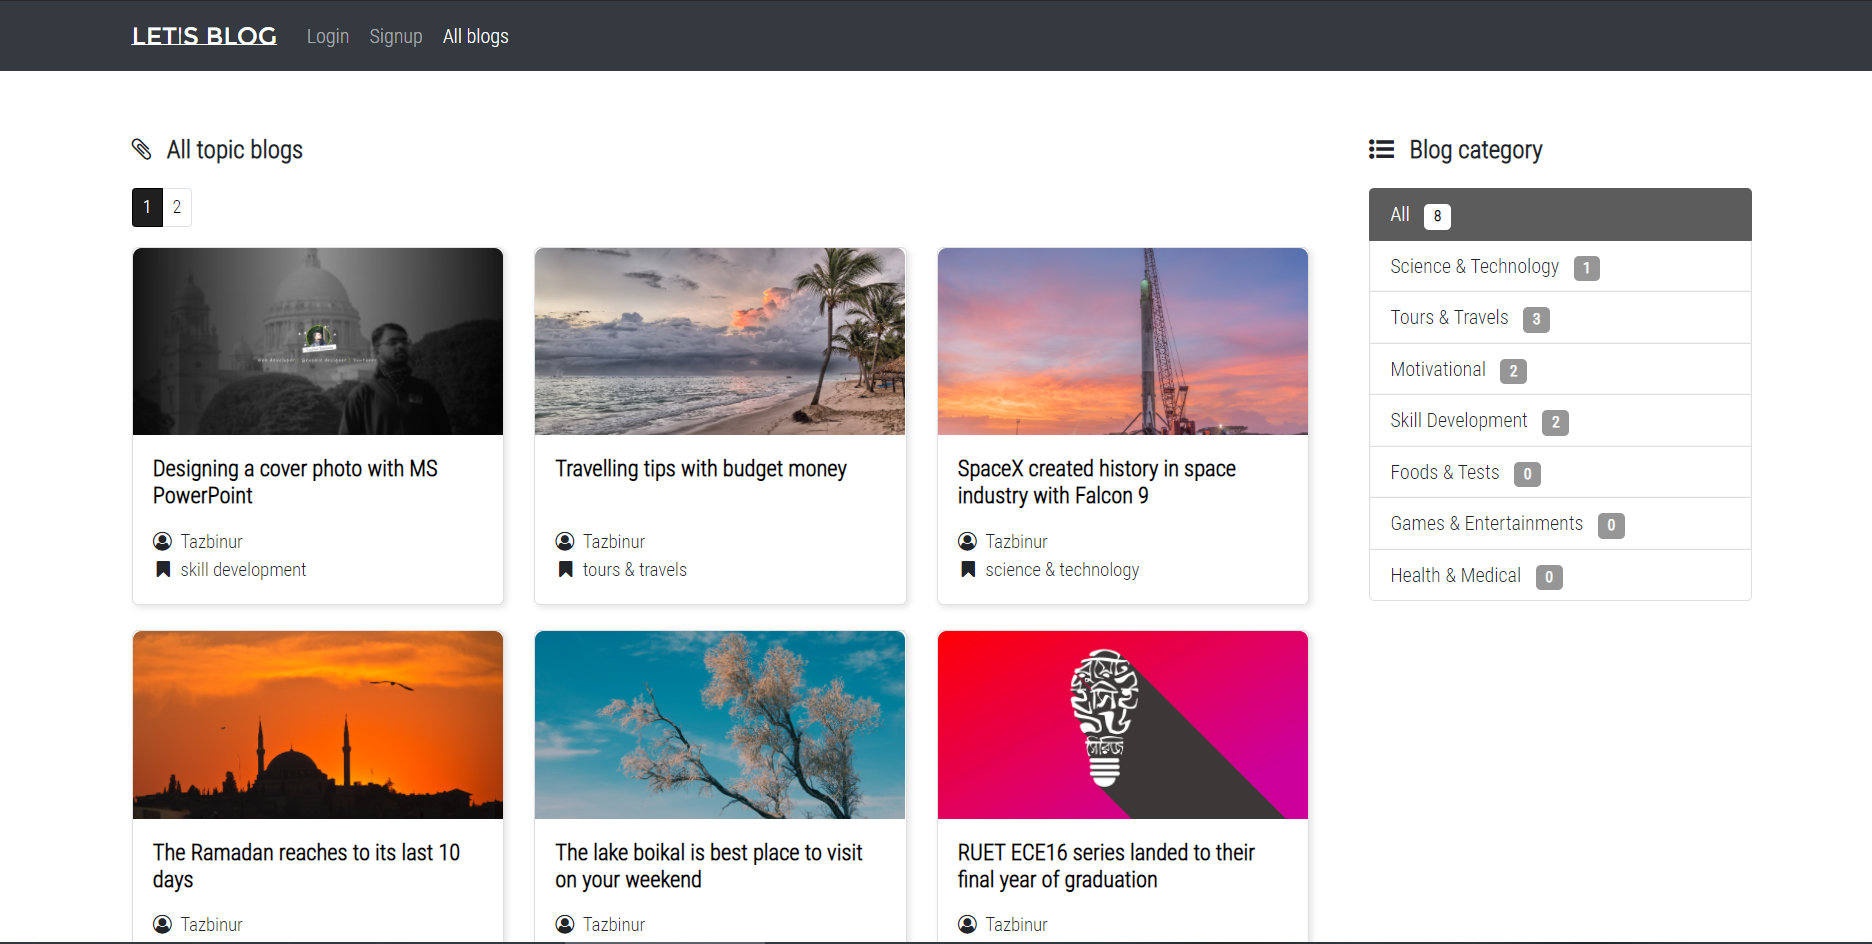 LET!S BLOG Login Signup All blogs
All topic blogs
1 2
Designing a cover photo with MS
PowerPoint
Tazbinur
skill development
Travelling tips with budget money
Tazbinur
tours & travels
SpaceX created history in space
industry with Falcon 9
Tazbinur
science & technology
The Ramadan reaches to its last 10
days
Tazbinur
The lake boikal is best place to visit
on your weekend
Tazbinur
সিরিজ
RUET ECE16 series landed to their
final year of graduation
Tazbinur
Blog category
All 8
Science & Technology 1
Tours & Travels 3
Motivational 2
Skill Development 2
Foods & Tests 0
Games & Entertainments 0
Health & Medical 0